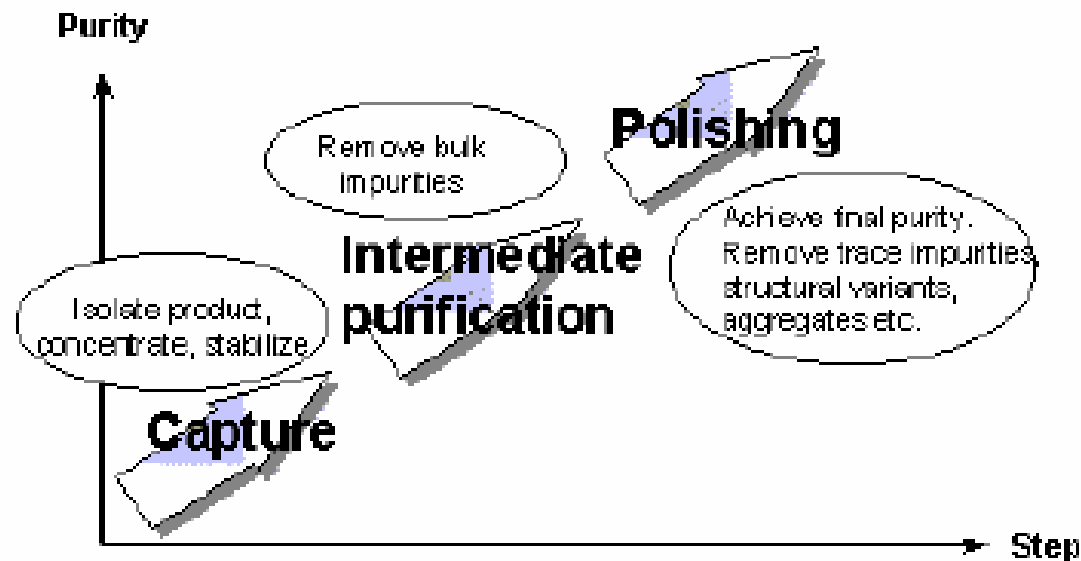 Purity
Polishing
Remove bulk
impurities
Achieve final purity.
Remove trace impurities
structural variants,
aggregates etc.
Intermediate
purification
Isolate product,
concentrate, stabilize
Capture
Step